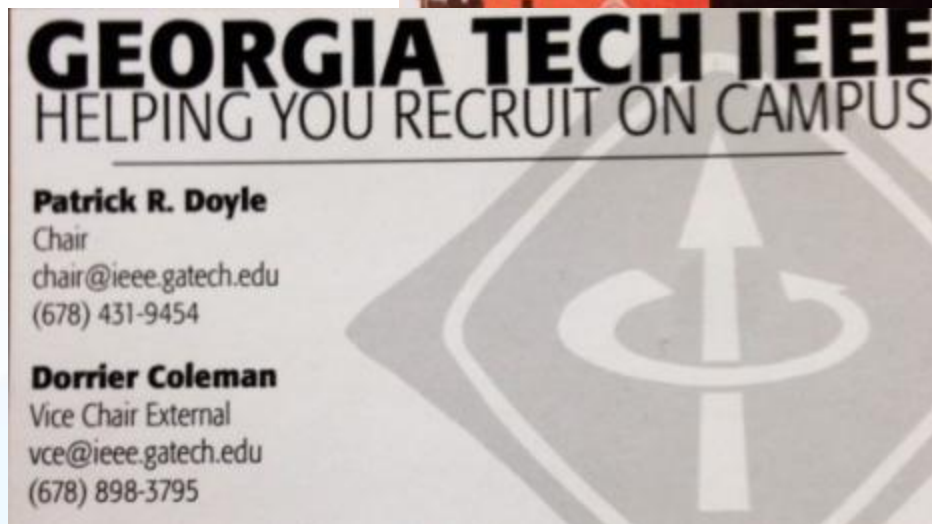 GEORGIA TECH IEEE
HELPING YOU RECRUIT ON CAMPUS
Patrick R. Doyle
Chair
chair@ieee.gatech.edu
(678) 431-9454
Dorrier Coleman
Vice Chair External
vce@ieee.gatech.edu
(678) 898-3795